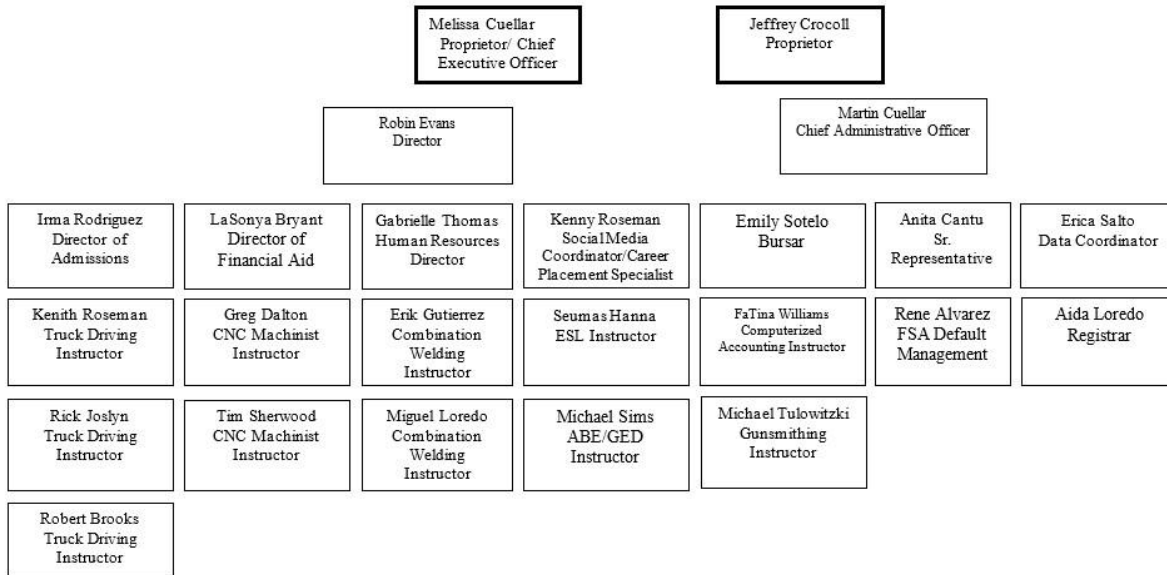 Melissa Cuellar
Proprietor/ Chief
Executive Officer
Jeffrey Crocoll
Proprietor
Robin Evans
Director
Martin Cuellar
Chief Administrative Officer
Irma Rodriguez
Director of
Admissions
LaSonya Bryant
Director of
Financial Aid
Gabrielle Thomas
Human Resources
Director
Kenny Roseman
Social Media
Coordinator/Career
Placement Specialist
Emily Sotelo
Bursar
Anita Cantu
Sr.
Representative
Erica Salto
Data Coordinator
Kenith Roseman
Truck Driving
Instructor
Greg Dalton
CNC Machinist
Instructor
Erik Gutierrez
Combination
Welding
Instructor
Seumas Hanna
ESL Instructor
FaTina Williams
Computerized
Accounting Instructor
Rene Alvarez
FSA Default
Management
Aida Loredo
Registrar
Rick Joslyn
Truck Driving
Instructor
Tim Sherwood
CNC Machinist
Instructor
Miguel Loredo
Combination
Welding
Instructor
Michael Sims
ABE/GED
Instructor
Michael Tulowitzki
Gunsmithing
Instructor
Robert Brooks
Truck Driving
Instructor